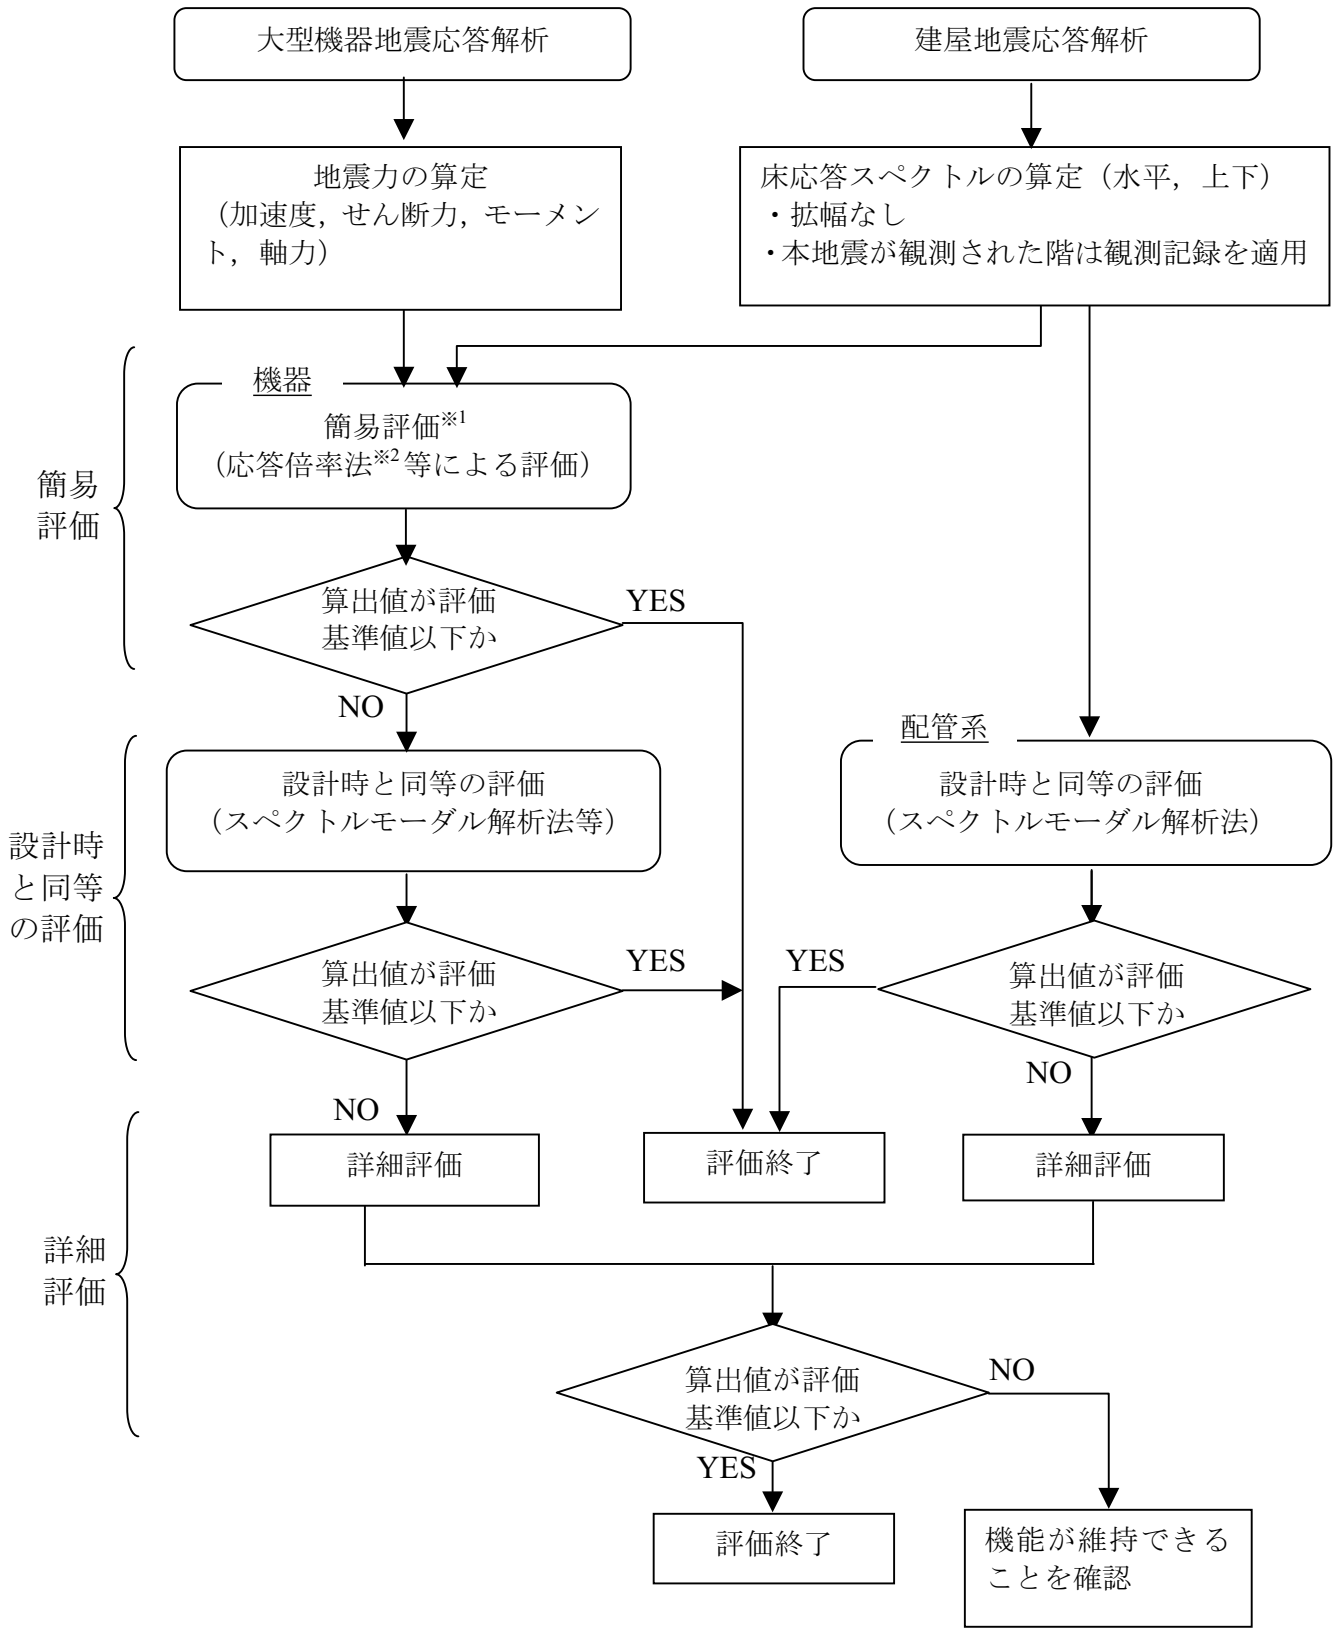 大型機器地震応答解析
建屋地震応答解析
地震力の算定
（加速度, せん断力, モーメン
ト, 軸力）
床応答スペクトルの算定（水平, 上下）
・拡幅なし
・本地震が観測された階は観測記録を適用
簡易
評価
機器
簡易評価※1
（応答倍率法※2等による評価）
算出値が評価
基準値以下か
YES
NO
設計時
と同等
の評価
設計時と同等の評価
（スペクトルモーダル解析法等）
配管系
設計時と同等の評価
（スペクトルモーダル解析法）
算出値が評価
基準値以下か
YES
NO
YES
算出値が評価
基準値以下か
NO
詳細
評価
詳細評価
評価終了
詳細評価
算出値が評価
基準値以下か
NO
YES
評価終了
機能が維持できる
ことを確認